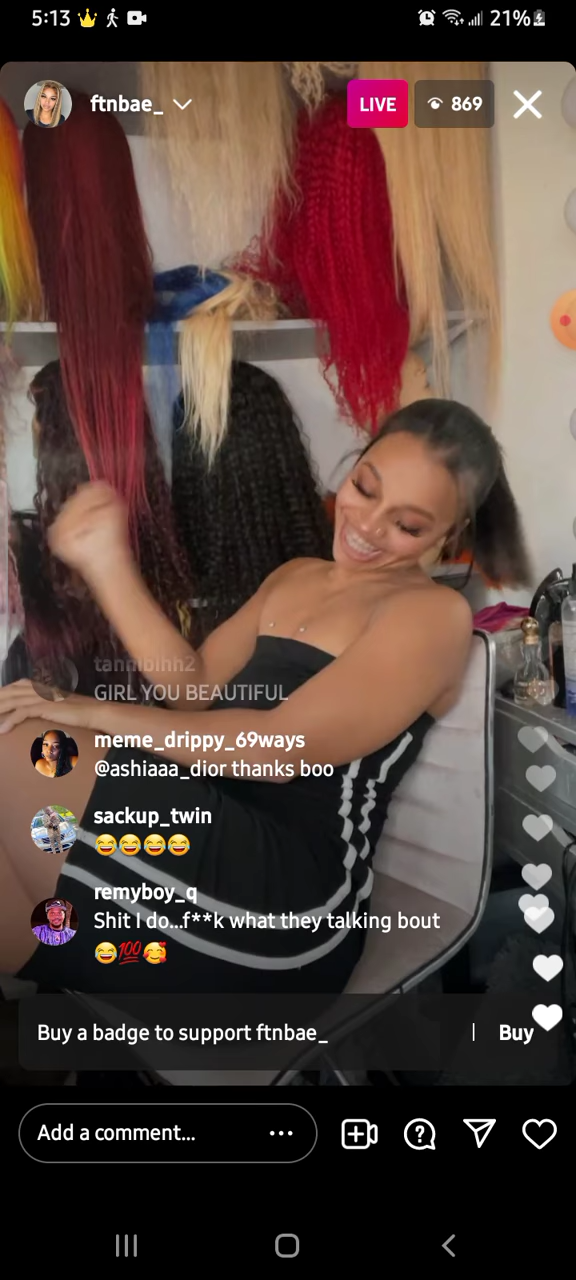 5:13
21%
ftnbae_
LIVE
869
tannibihh2
GIRL YOU BEAUTIFUL
meme_drippy_69ways
@ashiaaa_dior thanks boo
sackup_twin
😂😂😂😂
remyboy_q
Shit I do...f**k what they talking bout
😂💯🥰
Buy a badge to support ftnbae_ | Buy
Add a comment...